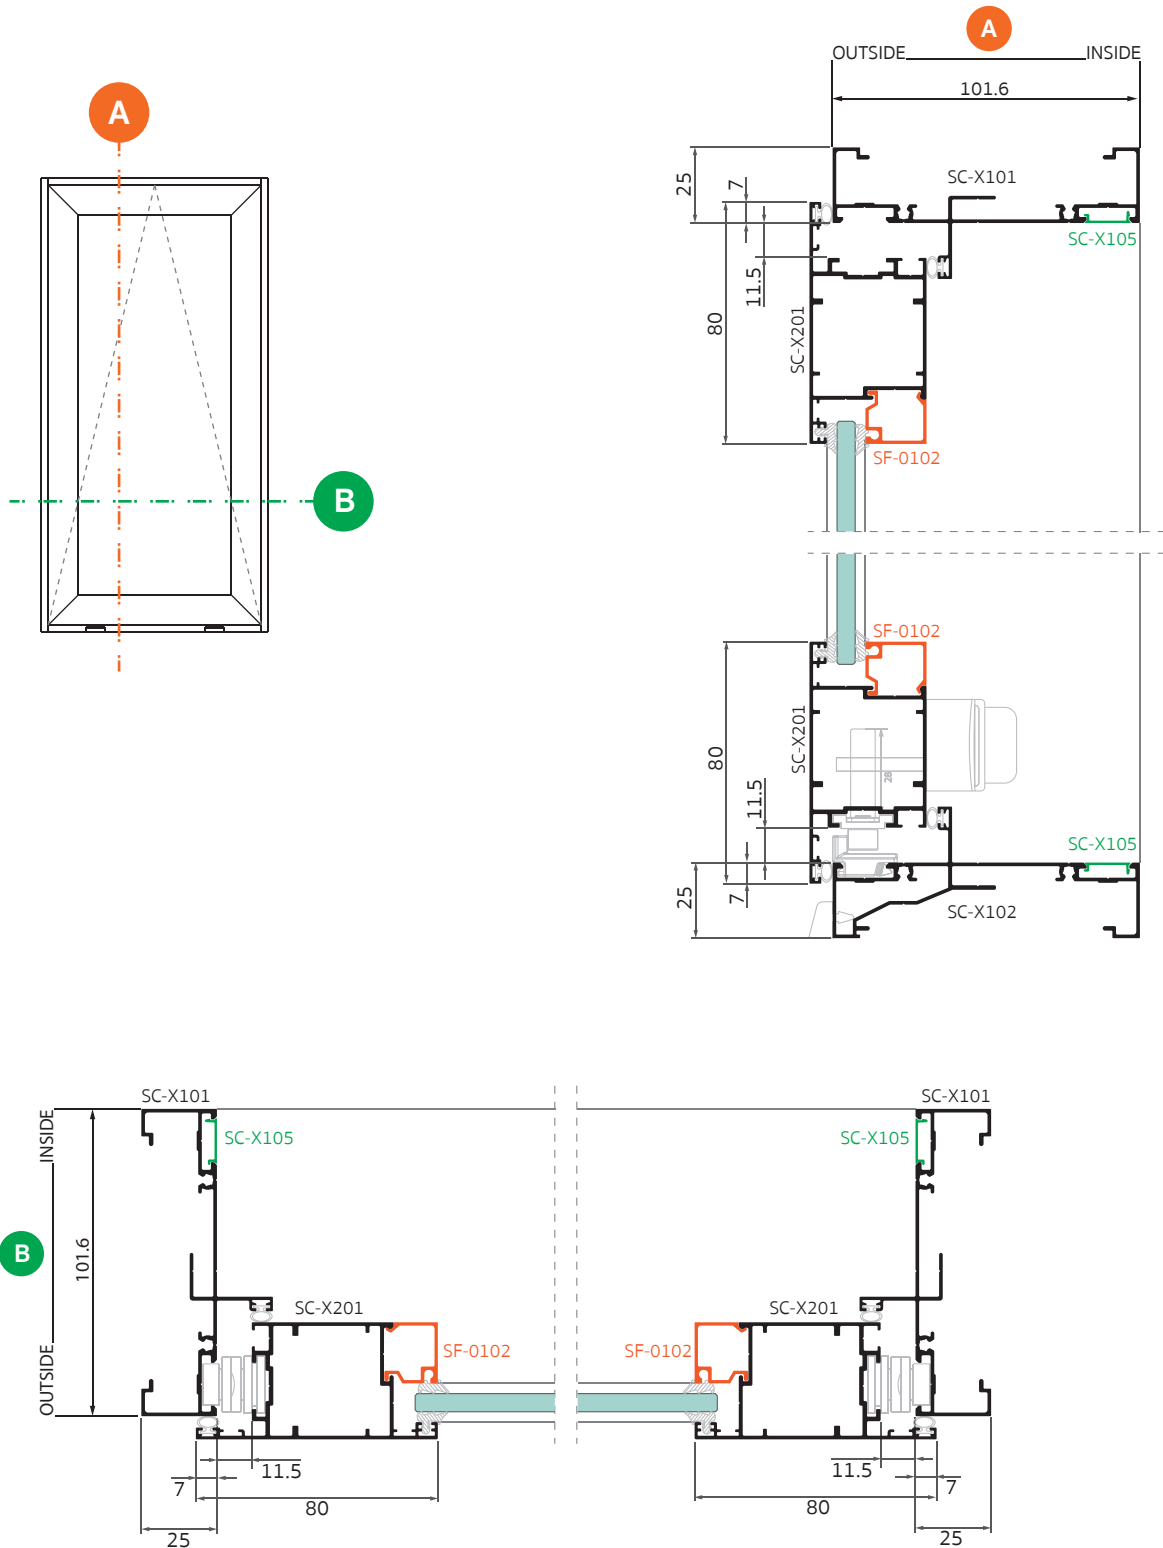 A
B
A
OUTSIDE
INSIDE
101.6
25
7
SC-X101
SC-X105
11.5
80
SC-X201
SF-0102
SF-0102
SC-X201
80
11.5
28
SC-X105
25
7
SC-X102
SC-X101
SC-X101
INSIDE
SC-X105
SC-X105
B
101.6
OUTSIDE
SC-X201
SC-X201
SF-0102
SF-0102
11.5
7
80
25
11.5
7
80
25